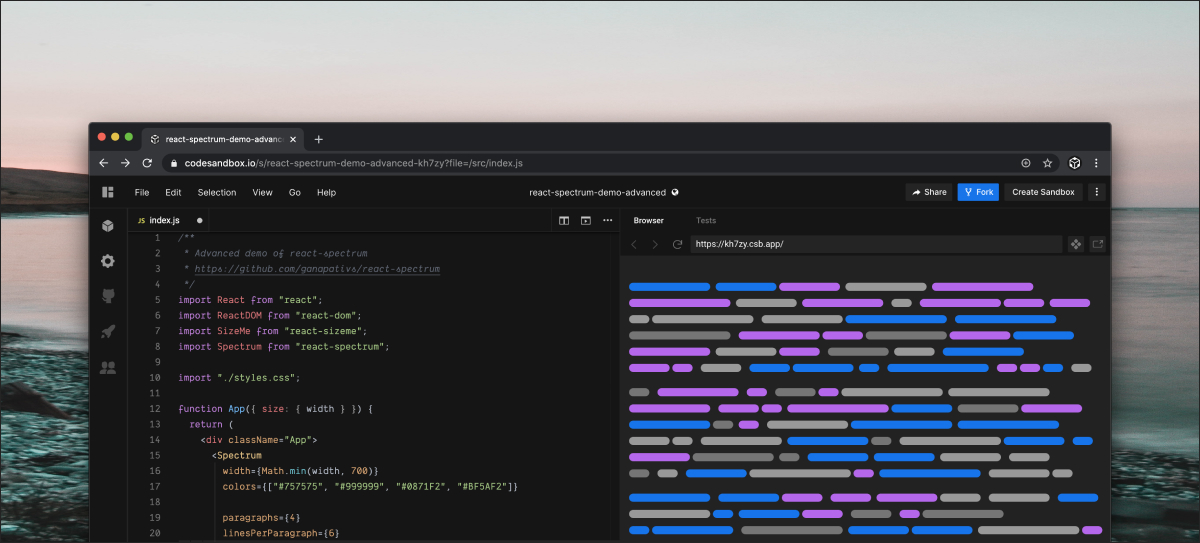 react-spectrum-demo-advanc
codesandbox.io/s/react-spectrum-demo-advanced-kh7zy?file=/src/index.js
File Edit Selection View Go Help
react-spectrum-demo-advanced
Share Fork Create Sandbox
JS index.js
Browser Tests
https://kh7zy.csb.app/
1 /**
2 * Advanced demo of react-spectrum
3 * https://github.com/ganapativs/react-spectrum
4 */
5 import React from "react";
6 import ReactDOM from "react-dom";
7 import SizeMe from "react-sizeme";
8 import Spectrum from "react-spectrum";
9
10 import "./styles.css";
11
12 function App({ size: { width } }) {
13 return (
14 <div className="App">
15 <Spectrum
16 width={Math.min(width, 700)}
17 colors={["#757575", "#999999", "#0871F2", "#BF5AF2"]}
18
19 paragraphs={4}
20 linesPerParagraph={6}